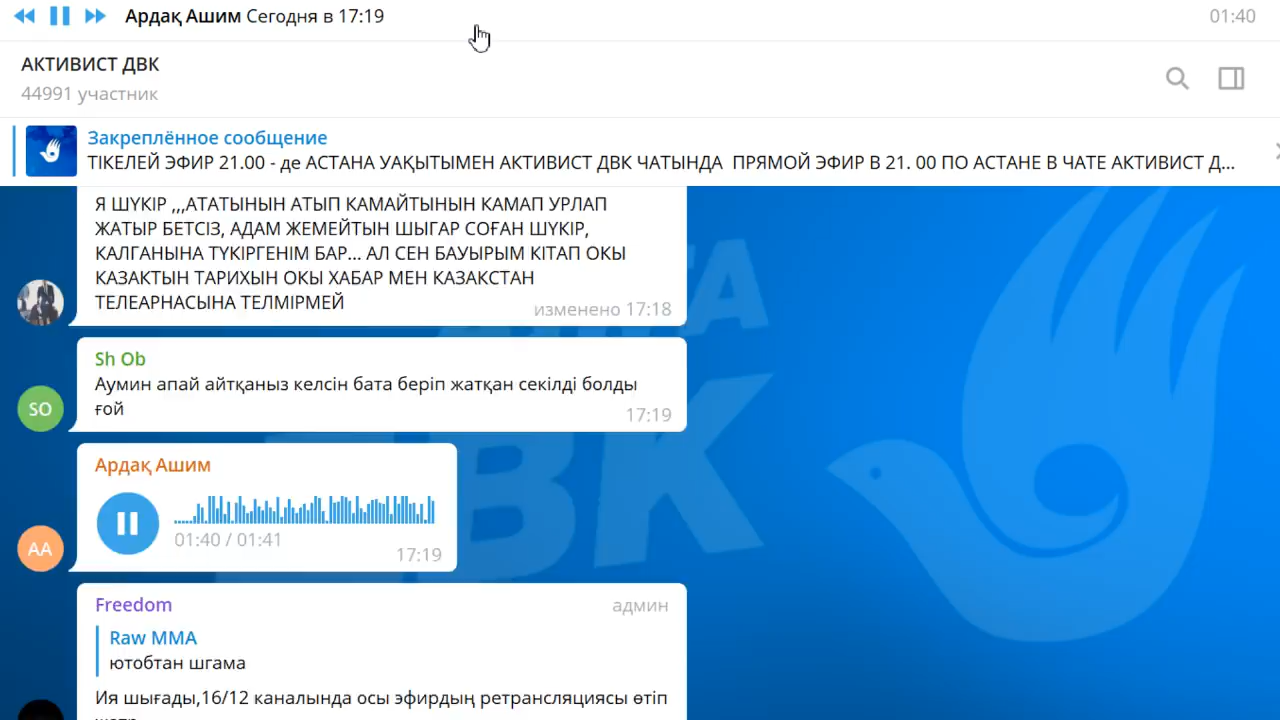 Ардақ Ашим Сегодня в 17:19
01:40
АКТИВИСТ ДВК
44991 участник
Закреплённое сообщение
ТІКЕЛЕЙ ЭФИР 21.00 - де АСТАНА УАҚЫТЫМЕН АКТИВИСТ ДВК ЧАТЫНДА ПРЯМОЙ ЭФИР В 21. 00 ПО АСТАНЕ В ЧАТЕ АКТИВИСТ Д...
Я ШҮКІР ,,,АТАТЫНЫН АТЫП КАМАЙТЫНЫН КАМАП УРЛАП
ЖАТЫР БЕТСІЗ, АДАМ ЖЕМЕЙТЫН ШЫГАР СОҒАН ШҮКІР,
КАЛГАНЫНА ТҮКІРГЕНІМ БАР... АЛ СЕН БАУЫРЫМ КІТАП ОКЫ
КАЗАКТЫН ТАРИХЫН ОКЫ ХАБАР МЕН КАЗАКСТАН
ТЕЛЕАРНАСЫНА ТЕЛМІРМЕЙ
изменено 17:18
Sh Ob
Аумин апай айтқаныз келсін бата беріп жатқан секілді болды
ғой
17:19
SO
Ардақ Ашим
01:40 / 01:41
17:19
AA
Freedom
админ
Raw MMA
ютобтан шгама
Ия шығады,16/12 каналында осы эфирдың ретрансляциясы өтіп
ДВК